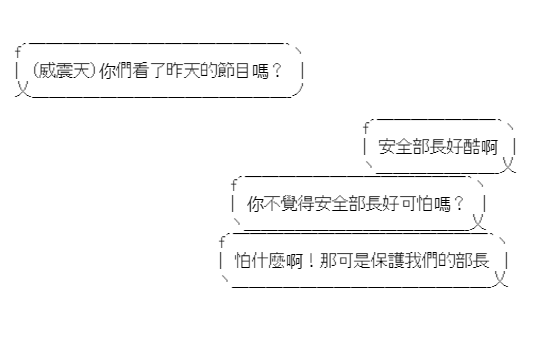 (威震天)你們看了昨天的節目嗎？
安全部長好酷啊
你不覺得安全部長好可怕嗎？
怕什麼啊！那可是保護我們的部長